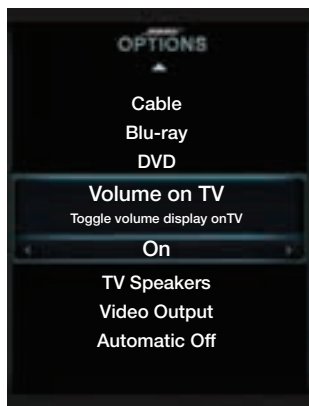 OPTIONS
Cable
Blu-ray
DVD
Volume on TV
Toggle volume display onTV
On
TV Speakers
Video Output
Automatic Off